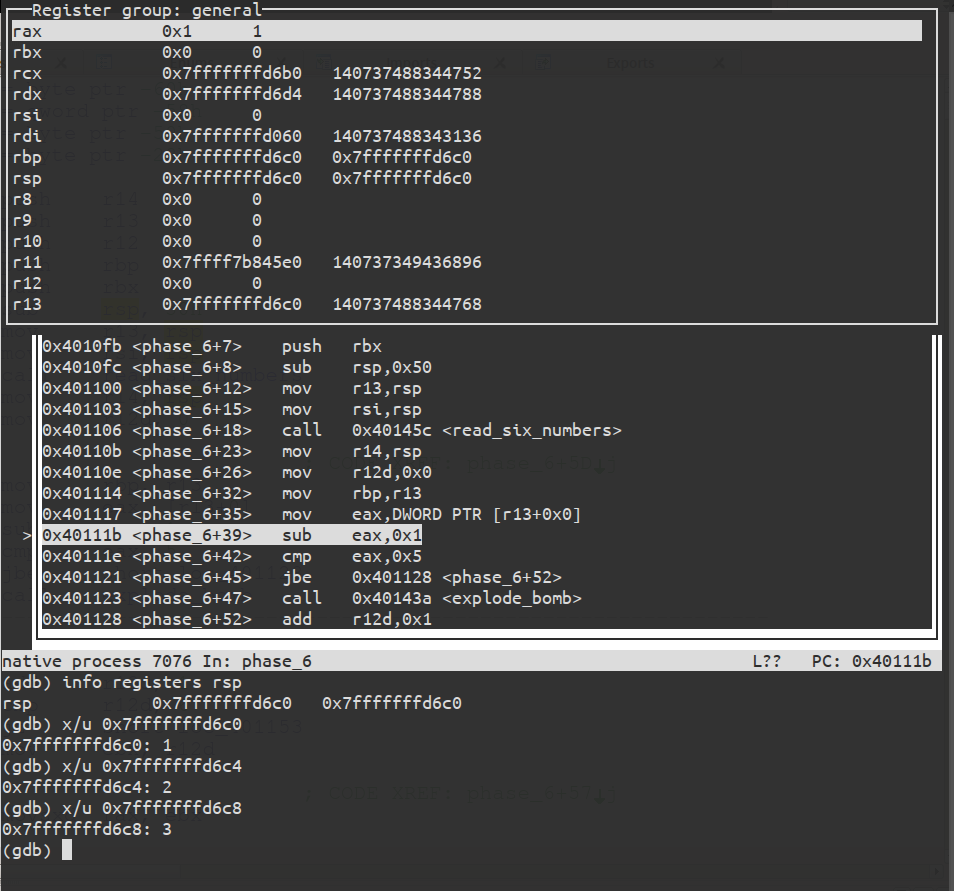 Register group: general
rax 0x1 1
rbx 0x0 0
rcx 0x7fffffffd6b0 140737488344752
rdx 0x7fffffffd6d4 140737488344788
rsi 0x0 0
rdi 0x7fffffffd060 140737488343136
rbp 0x7fffffffd6c0 0x7fffffffd6c0
rsp 0x7fffffffd6c0 0x7fffffffd6c0
r8 0x0 0
r9 0x0 0
r10 0x0 0
r11 0x7ffff7b845e0 140737349436896
r12 0x0 0
r13 0x7fffffffd6c0 140737488344768
0x4010fb <phase_6+7> push rbx
0x4010fc <phase_6+8> sub rsp,0x50
0x401100 <phase_6+12> mov r13,rsp
0x401103 <phase_6+15> mov rsi,rsp
0x401106 <phase_6+18> call 0x40145c <read_six_numbers>
0x40110b <phase_6+23> mov r14,rsp
0x40110e <phase_6+26> mov r12d,0x0
0x401114 <phase_6+32> mov rbp,r13
0x401117 <phase_6+35> mov eax,DWORD PTR [r13+0x0]
>0x40111b <phase_6+39> sub eax,0x1
0x40111e <phase_6+42> cmp eax,0x5
0x401121 <phase_6+45> jbe 0x401128 <phase_6+52>
0x401123 <phase_6+47> call 0x40143a <explode_bomb>
0x401128 <phase_6+52> add r12d,0x1
native process 7076 In: phase_6 L?? PC: 0x40111b
(gdb) info registers rsp
rsp 0x7fffffffd6c0 0x7fffffffd6c0
(gdb) x/u 0x7fffffffd6c0
0x7fffffffd6c0: 1
(gdb) x/u 0x7fffffffd6c4
0x7fffffffd6c4: 2
(gdb) x/u 0x7fffffffd6c8
0x7fffffffd6c8: 3
(gdb)